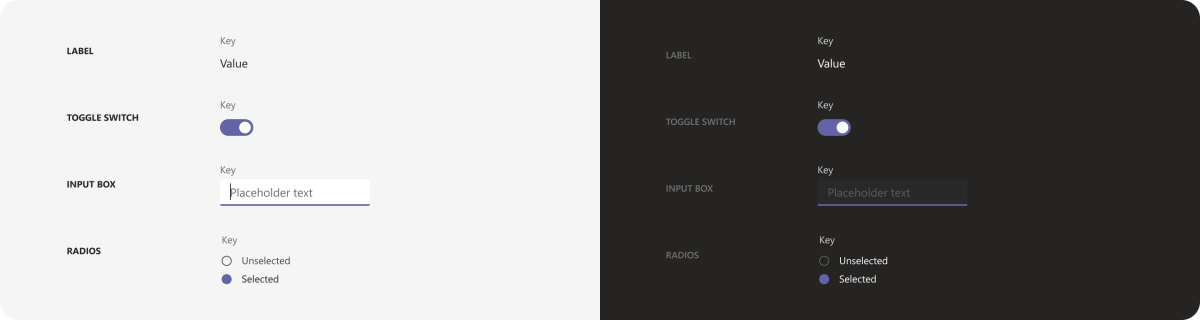 LABEL
Key
Value
TOGGLE SWITCH
Key
INPUT BOX
Key
Placeholder text
RADIOS
Key
Unselected
Selected
LABEL
Key
Value
TOGGLE SWITCH
Key
INPUT BOX
Key
Placeholder text
RADIOS
Key
Unselected
Selected